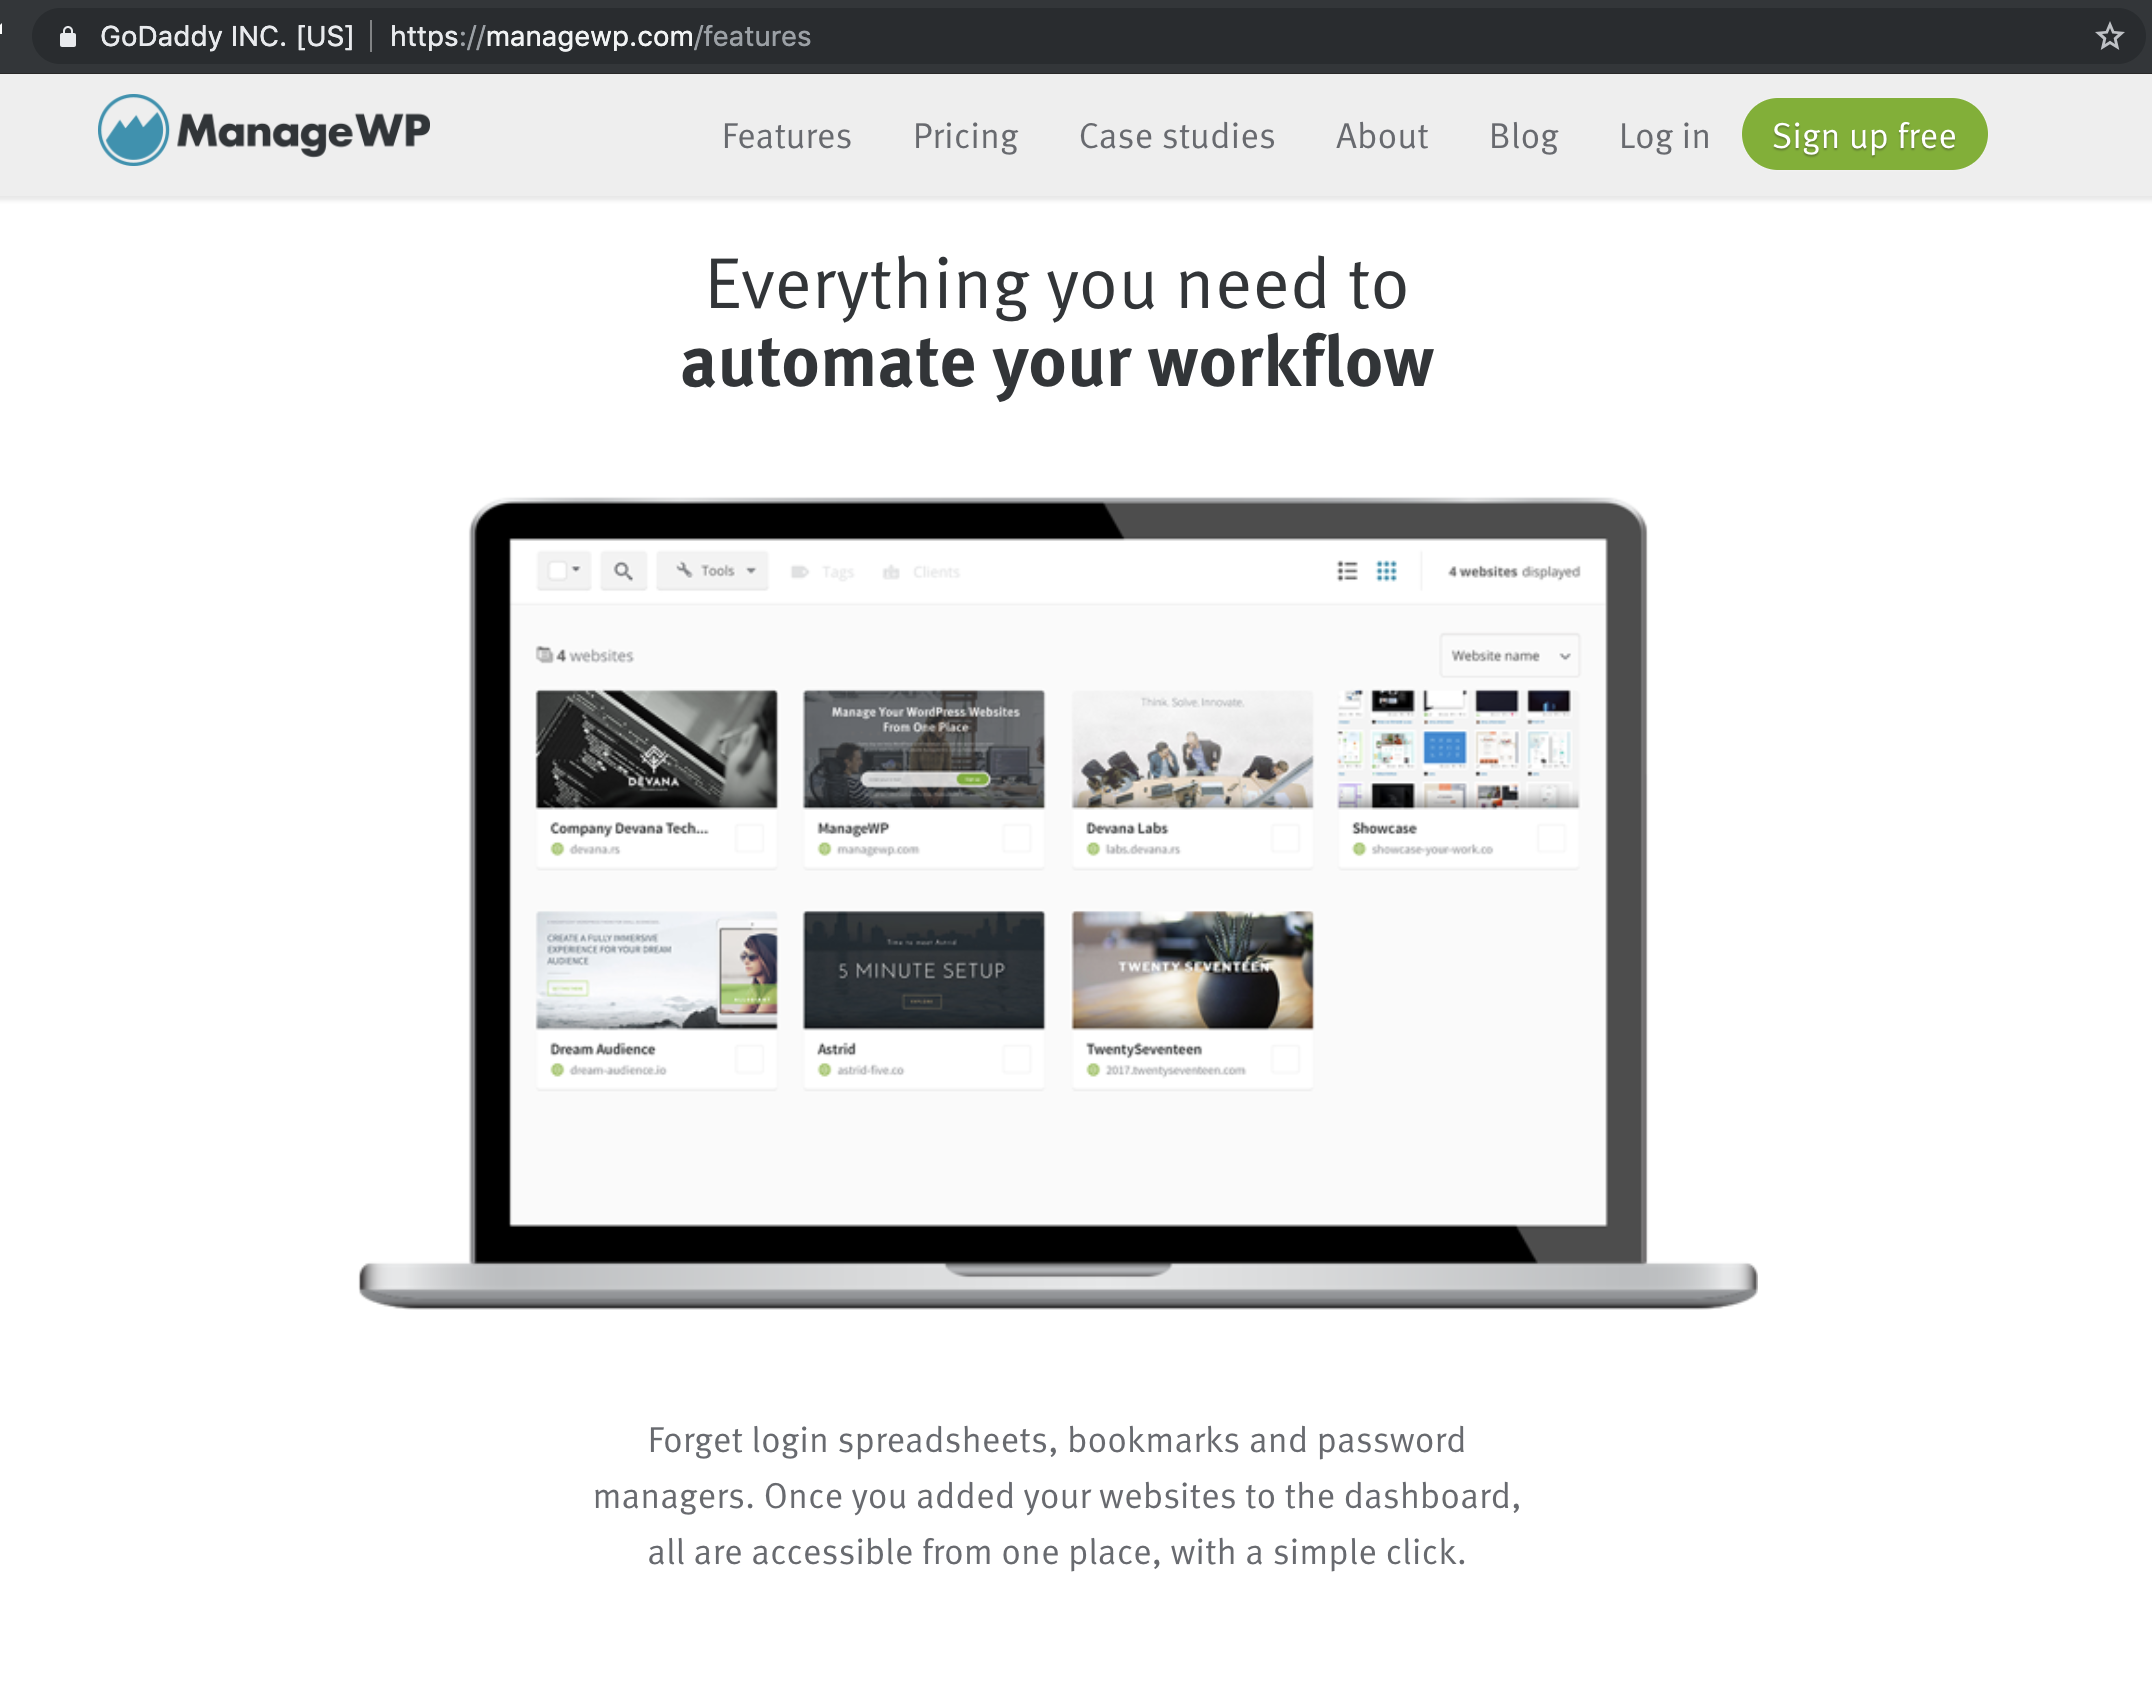 GoDaddy INC. [US] | https://managewp.com/features
ManageWP
Features Pricing Case studies About Blog Log in Sign up free
Everything you need to
automate your workflow
Tools Tags Clients 4 websites displayed
4 websites Website name
DEVANA
Manage Your WordPress Websites
From One Place
Think. Solve. Innovate.
Company Devana Tech... ManageWP Devana Labs Showcase
devana.rs managewp.com labs.devana.rs showcase-your-work.co
CREATE A FULLY IMMERSIVE
EXPERIENCE FOR YOUR DREAM
AUDIENCE
Time to meet Astrid
5 MINUTE SETUP
EXPLORE
TWENTY SEVENTEEN
Dream Audience Astrid TwentySeventeen
dream-audience.io astrid-five.co 2017.twentyseventeen.com
Forget login spreadsheets, bookmarks and password
managers. Once you added your websites to the dashboard,
all are accessible from one place, with a simple click.